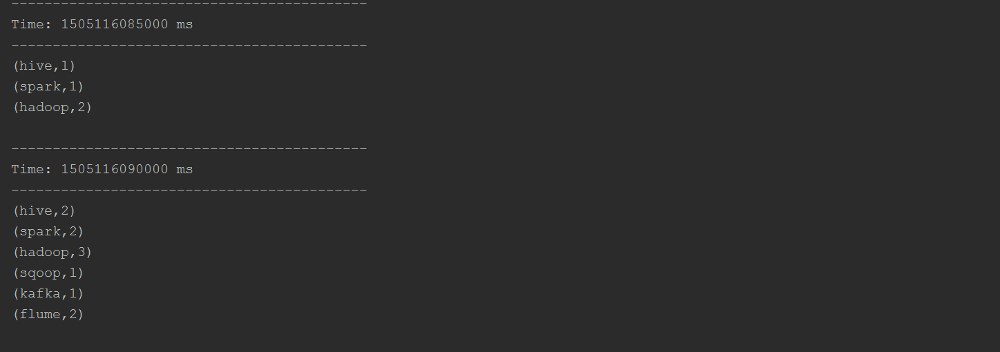 -------------------------------------------
Time: 1505116085000 ms
-------------------------------------------
(hive,1)
(spark,1)
(hadoop,2)

-------------------------------------------
Time: 1505116090000 ms
-------------------------------------------
(hive,2)
(spark,2)
(hadoop,3)
(sqoop,1)
(kafka,1)
(flume,2)